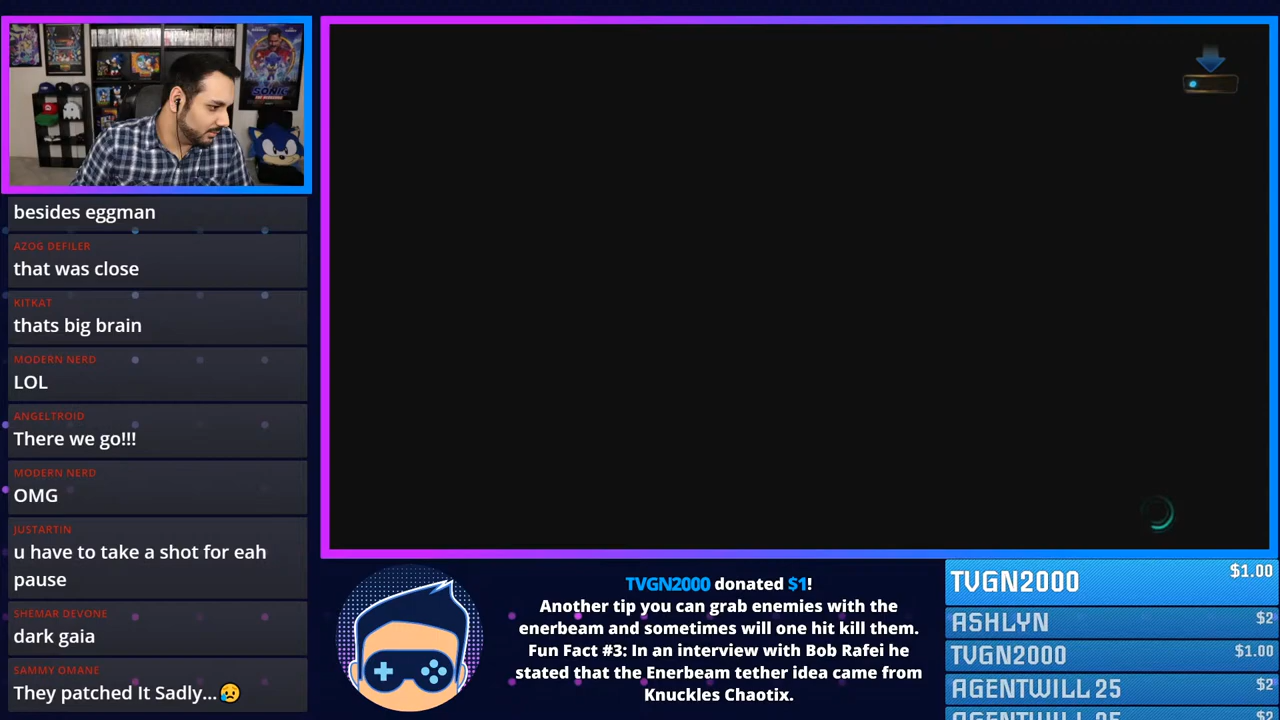 besides eggman
AZOG DEFILER
that was close
KITKAT
thats big brain
MODERN NERD
LOL
ANGELTROID
There we go!!!
MODERN NERD
OMG
JUSTARTIN
u have to take a shot for eah
pause
SHEMAR DEVONE
dark gaia
SAMMY OMANE
They patched It Sadly...😥
SONIC
TVGN2000 donated $1!
Another tip you can grab enemies with the
enerbeam and sometimes will one hit kill them.
Fun Fact #3: In an interview with Bob Rafei he
stated that the Enerbeam tether idea came from
Knuckles Chaotix.
TVGN2000 $1.00
ASHLYN $2
TVGN2000 $1.00
AGENTWILL 25 $2
AGENTWILL 25 $2